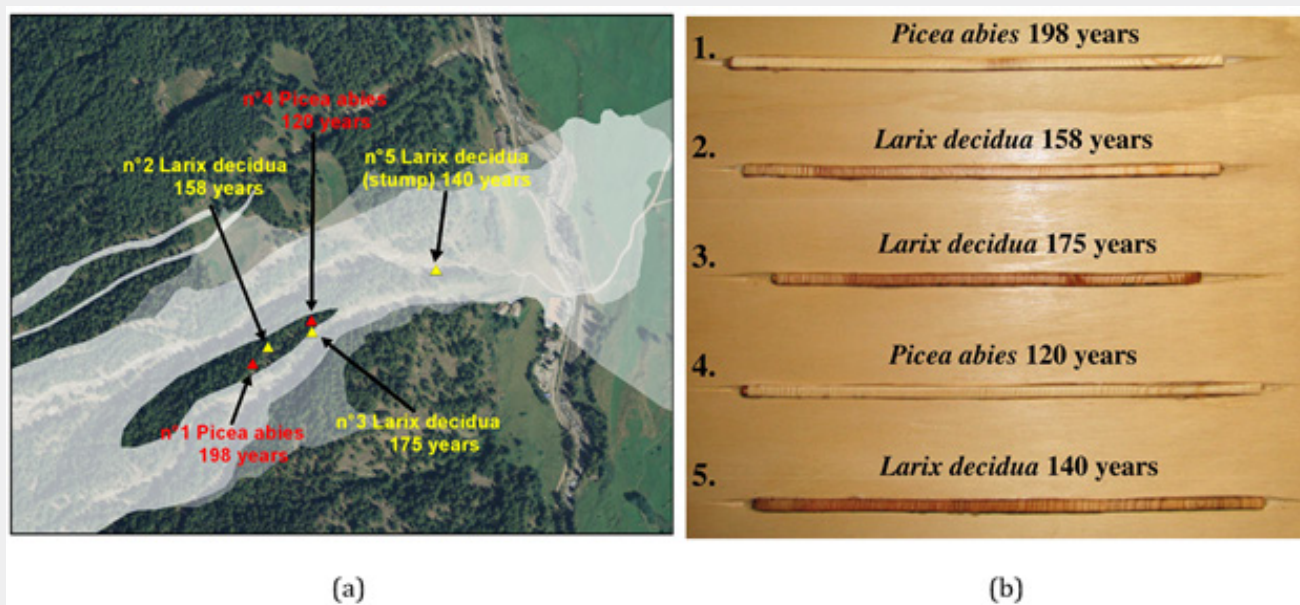 n°4 Picea abies
120 years
n°2 Larix decidua
158 years
n°5 Larix decidua
(stump) 140 years
n°1 Picea abies
198 years
n°3 Larix decidua
175 years
(a)
1. Picea abies 198 years
2. Larix decidua 158 years
3. Larix decidua 175 years
4. Picea abies 120 years
5. Larix decidua 140 years
(b)